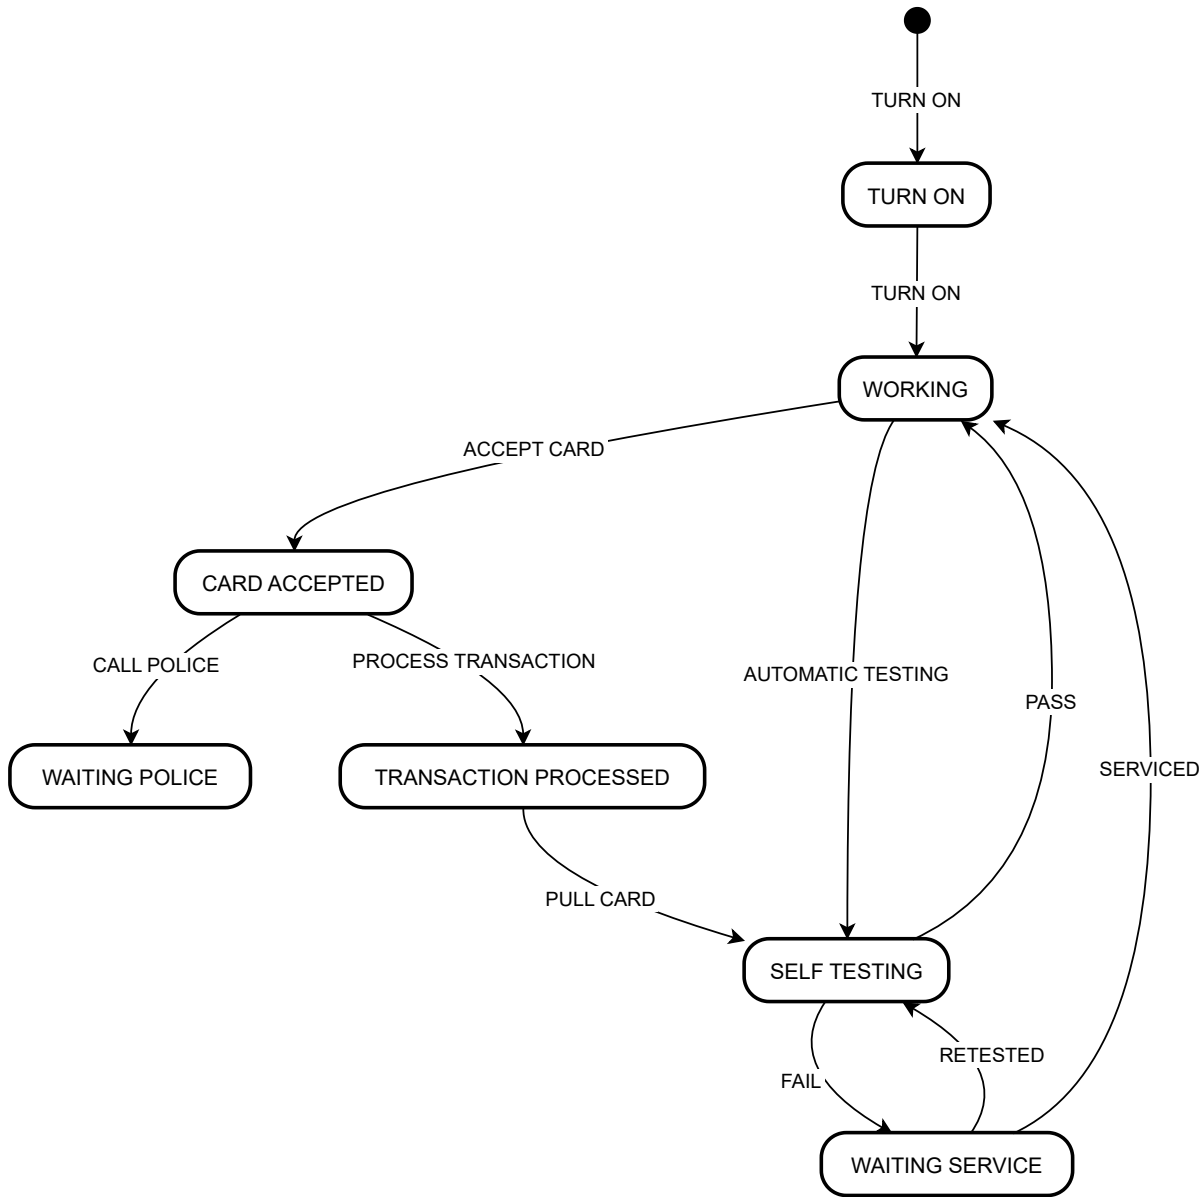 TURN ON
TURN ON
TURN ON
WORKING
ACCEPT CARD
CARD ACCEPTED
CALL POLICE
PROCESS TRANSACTION
AUTOMATIC TESTING
PASS
WAITING POLICE
TRANSACTION PROCESSED
SERVICED
PULL CARD
SELF TESTING
RETESTED
FAIL
WAITING SERVICE